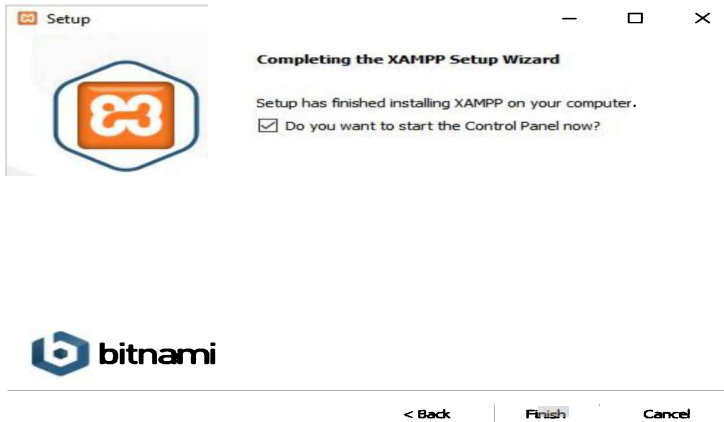 Setup
Completing the XAMPP Setup Wizard
Setup has finished installing XAMPP on your computer.
Do you want to start the Control Panel now?
bitnami
< Back Finish Cancel